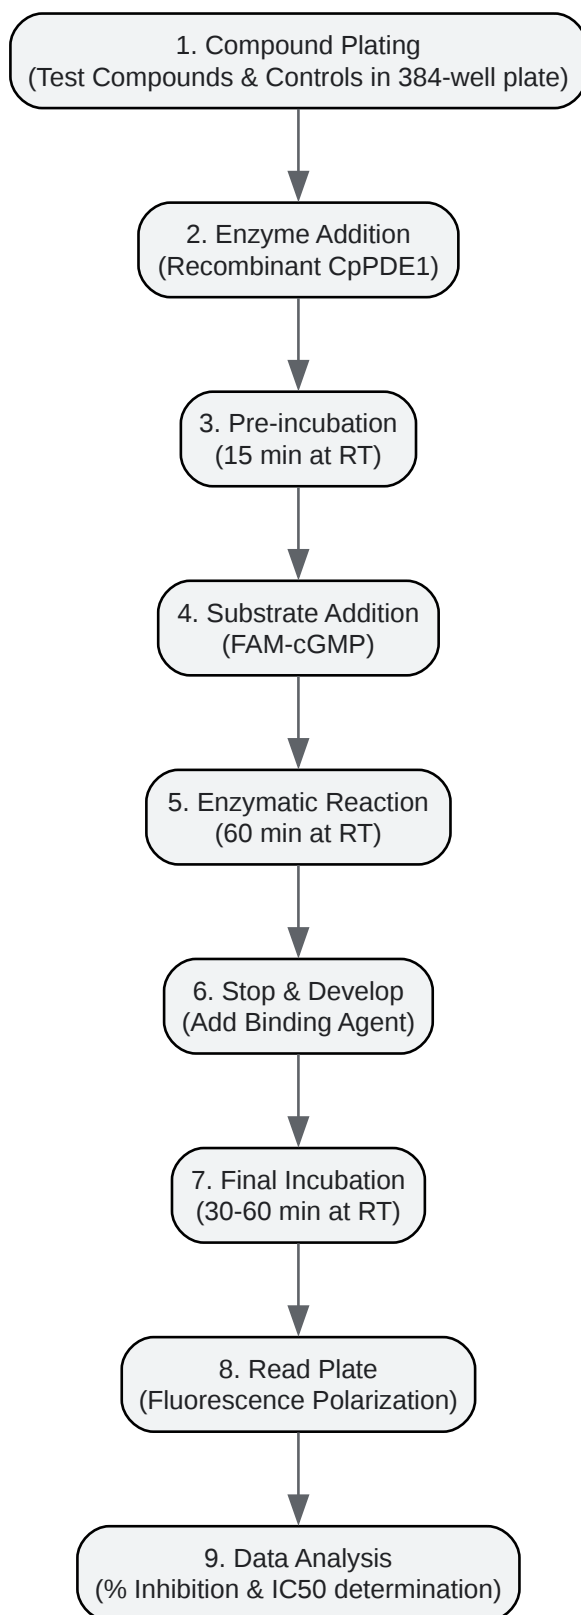 1. Compound Plating
(Test Compounds & Controls in 384-well plate)
2. Enzyme Addition
(Recombinant CpPDE1)
3. Pre-incubation
(15 min at RT)
4. Substrate Addition
(FAM-cGMP)
5. Enzymatic Reaction
(60 min at RT)
6. Stop & Develop
(Add Binding Agent)
7. Final Incubation
(30-60 min at RT)
8. Read Plate
(Fluorescence Polarization)
9. Data Analysis
(% Inhibition & IC50 determination)